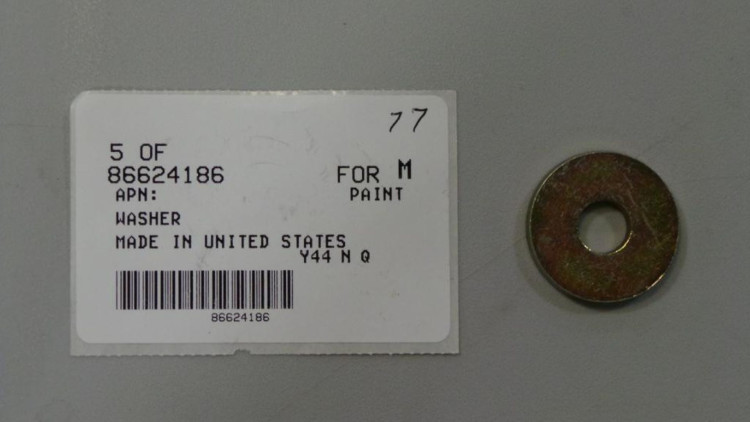 77
5 OF
86624186 FOR M
APN: PAINT
WASHER
MADE IN UNITED STATES
Y44 N Q
86624186